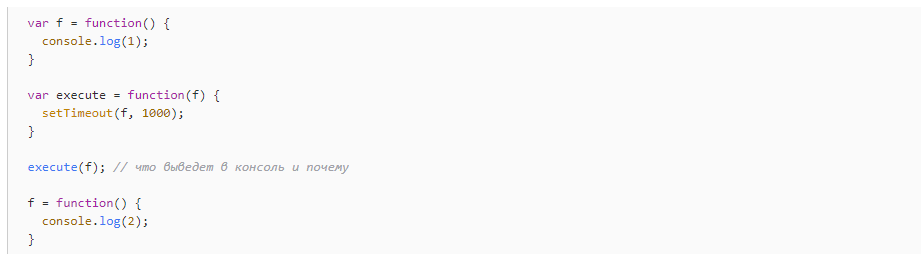 var f = function() {
  console.log(1);
}
var execute = function(f) {
  setTimeout(f, 1000);
}
execute(f); // что выведет в консоль и почему
f = function() {
  console.log(2);
}